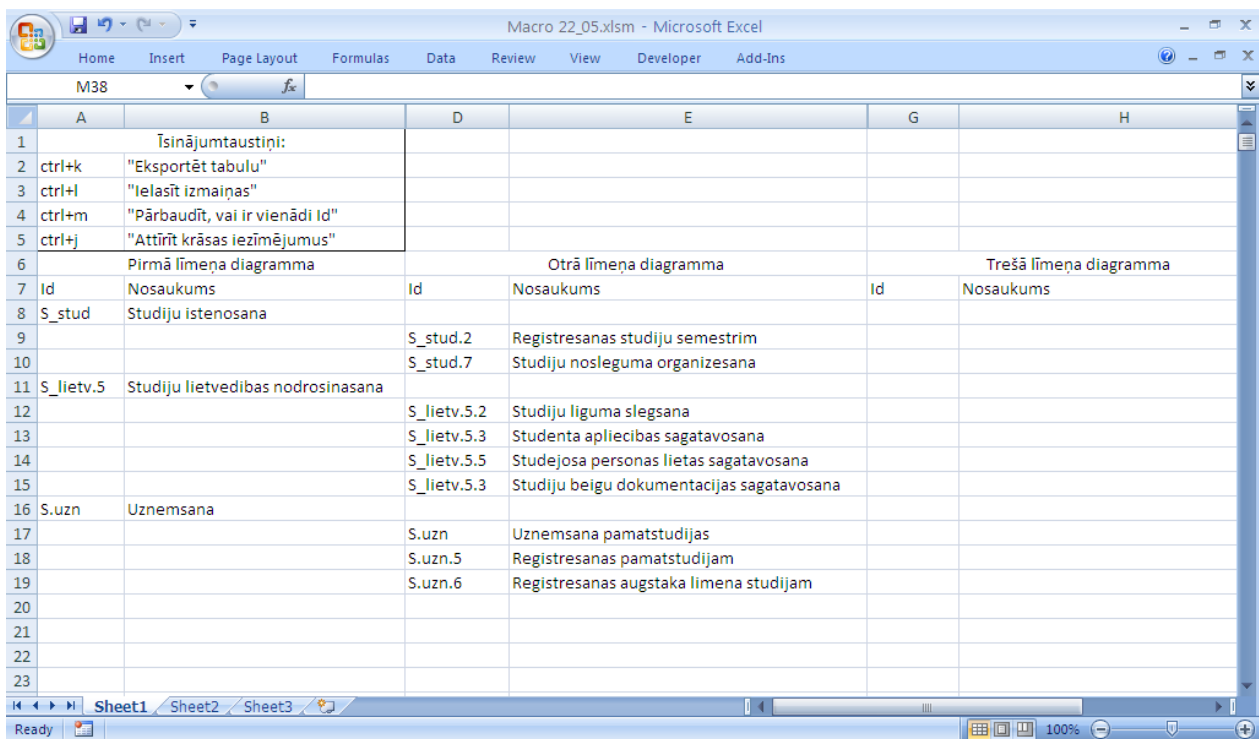 Macro 22_05.xlsm - Microsoft Excel
Home Insert Page Layout Formulas Data Review View Developer Add-Ins
M38 fx
A B D E G H
1 Īsinājumtaustiņi:
2 ctrl+k "Eksportēt tabulu"
3 ctrl+l "Ielasīt izmaiņas"
4 ctrl+m "Pārbaudīt, vai ir vienādi Id"
5 ctrl+j "Attīrīt krāsas iezīmējumus"
6 Pirmā līmeņa diagramma Otrā līmeņa diagramma Trešā līmeņa diagramma
7 Id Nosaukums Id Nosaukums Id Nosaukums
8 S_stud Studiju istenosana
9 S_stud.2 Registresanas studiju semestrim
10 S_stud.7 Studiju nosleguma organizesana
11 S_lietv.5 Studiju lietvedibas nodrosinasana
12 S_lietv.5.2 Studiju liguma slegsana
13 S_lietv.5.3 Studenta apliecibas sagatavosana
14 S_lietv.5.5 Studejosa personas lietas sagatavosana
15 S_lietv.5.3 Studiju beigu dokumentacijas sagatavosana
16 S.uzn Uznemsana
17 S.uzn Uznemsana pamatstudijas
18 S.uzn.5 Registresanas pamatstudijam
19 S.uzn.6 Registresanas augstaka limena studijam
20
21
22
23
Sheet1 Sheet2 Sheet3
Ready 100%